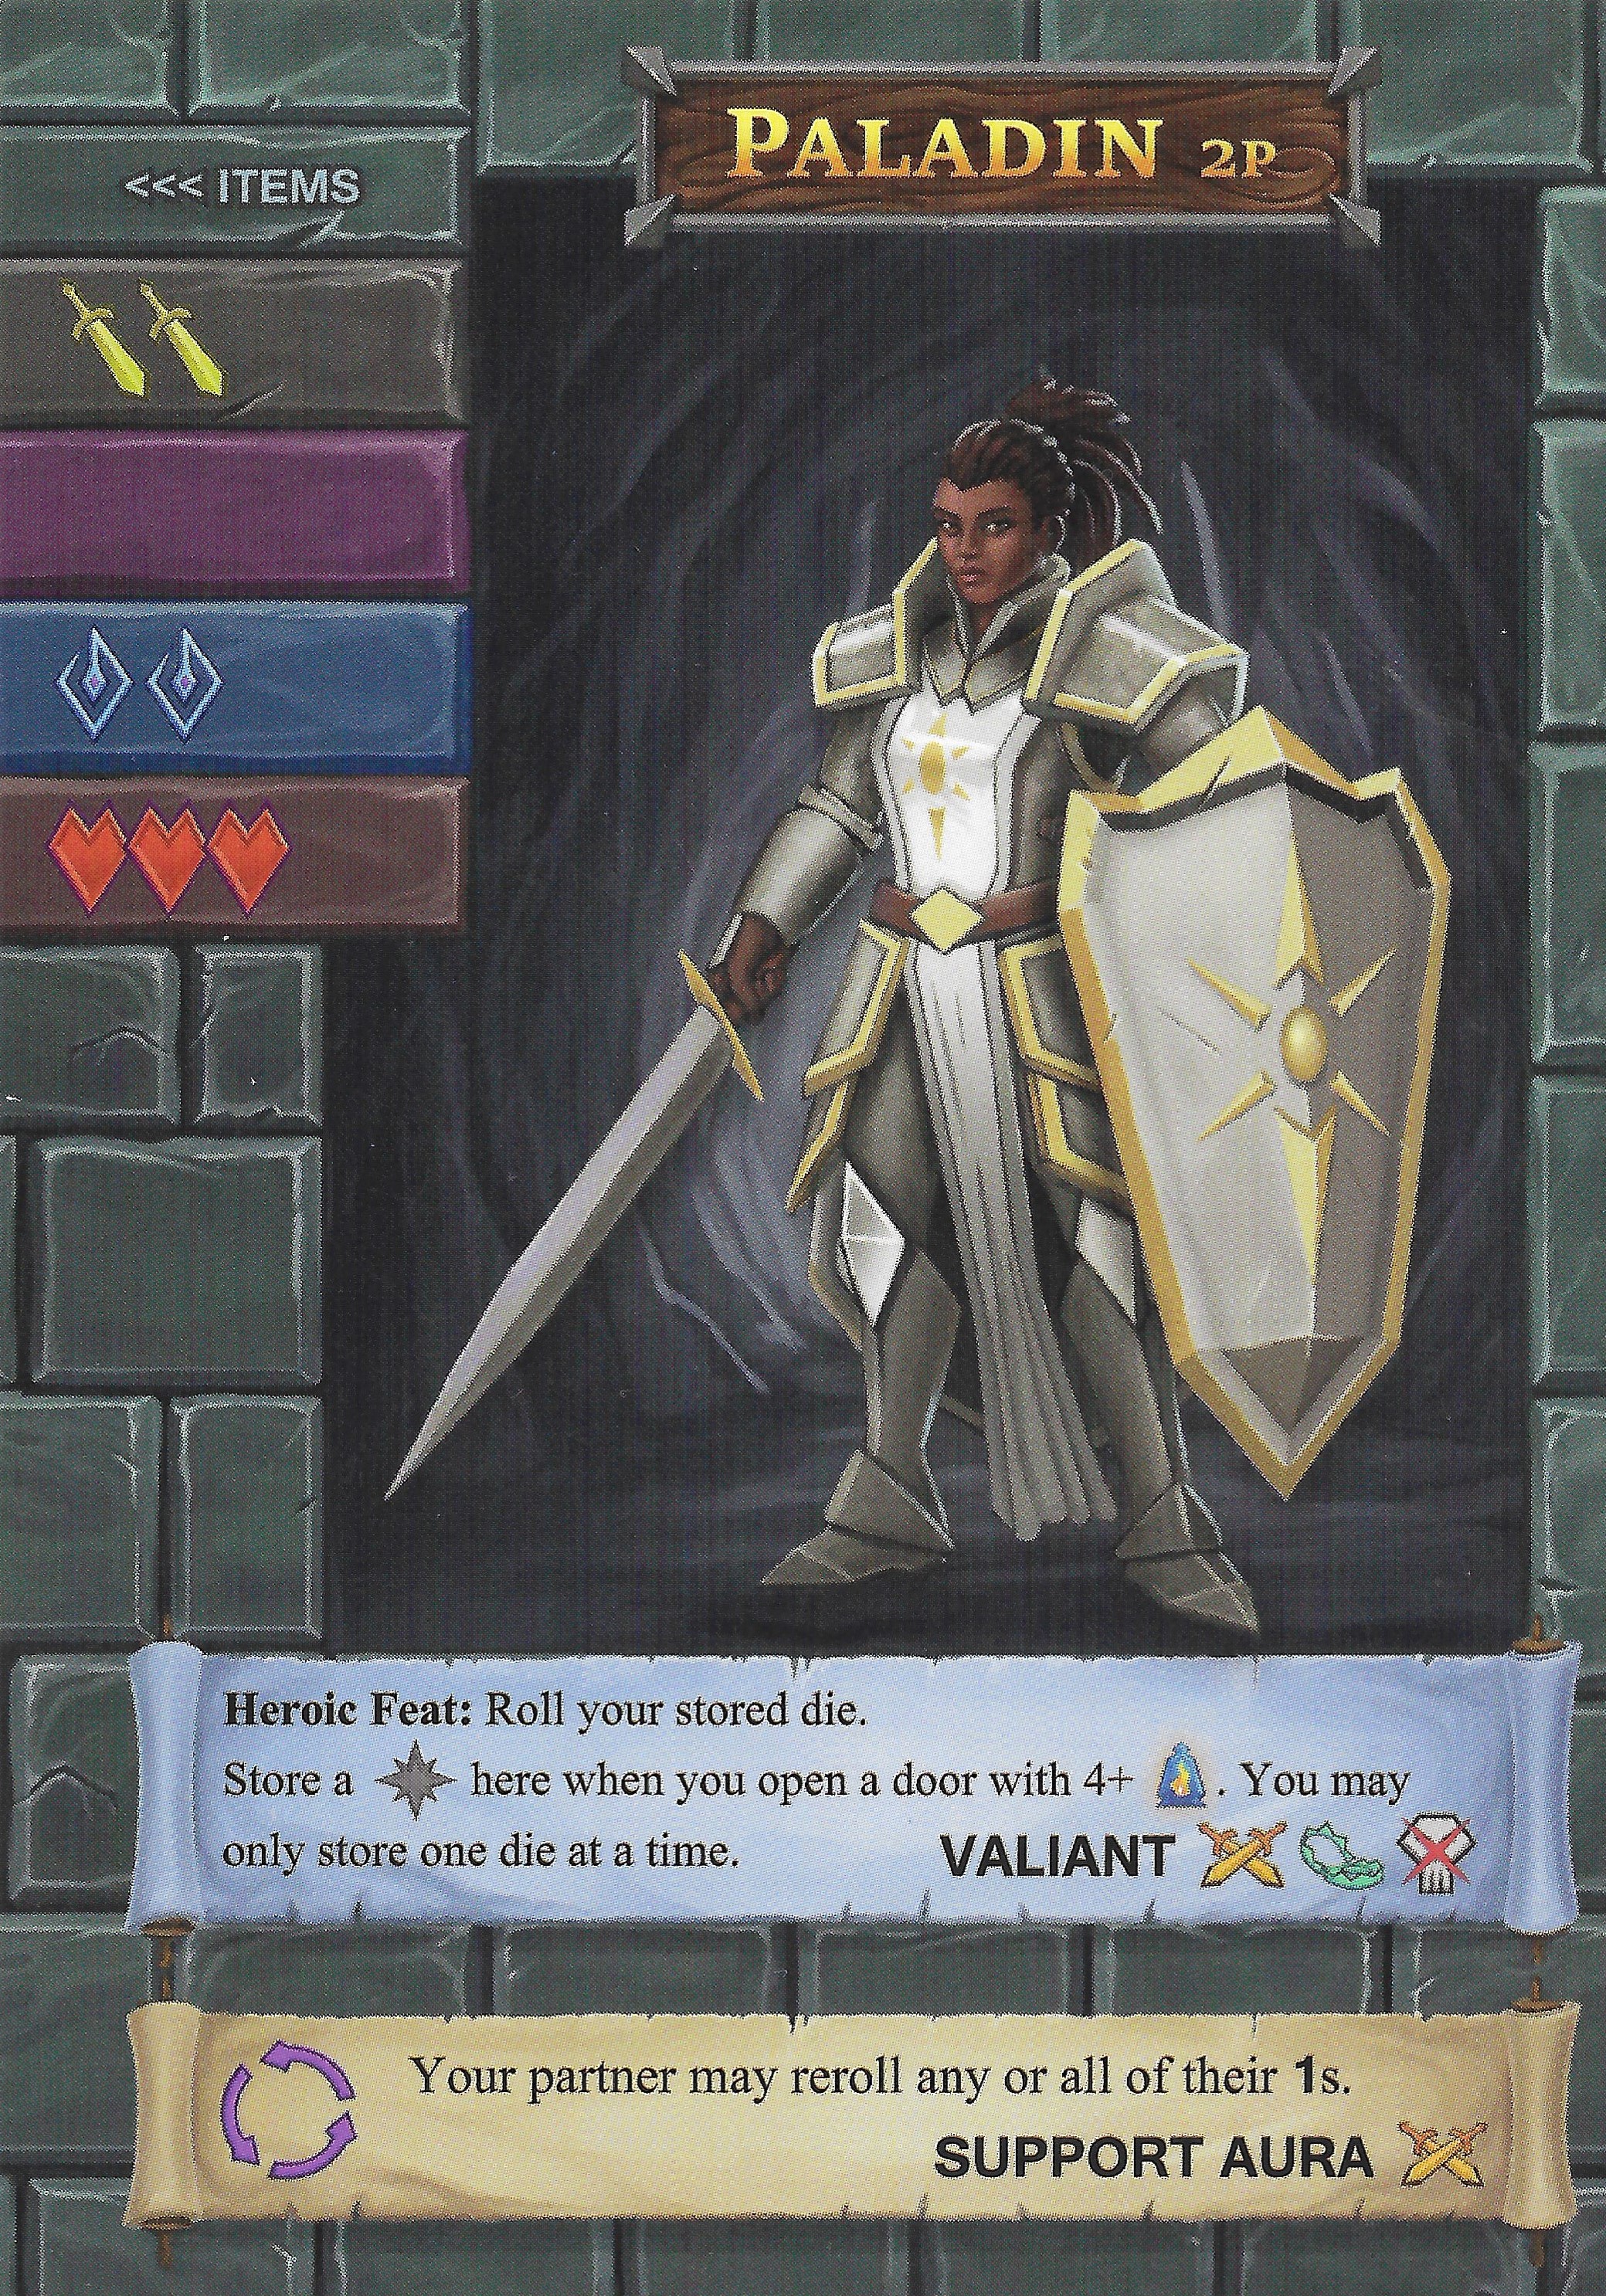 PALADIN 2P
<<< ITEMS
Heroic Feat: Roll your stored die.
Store a here when you open a door with 4+ . You may
only store one die at a time.
VALIANT
Your partner may reroll any or all of their 1s.
SUPPORT AURA